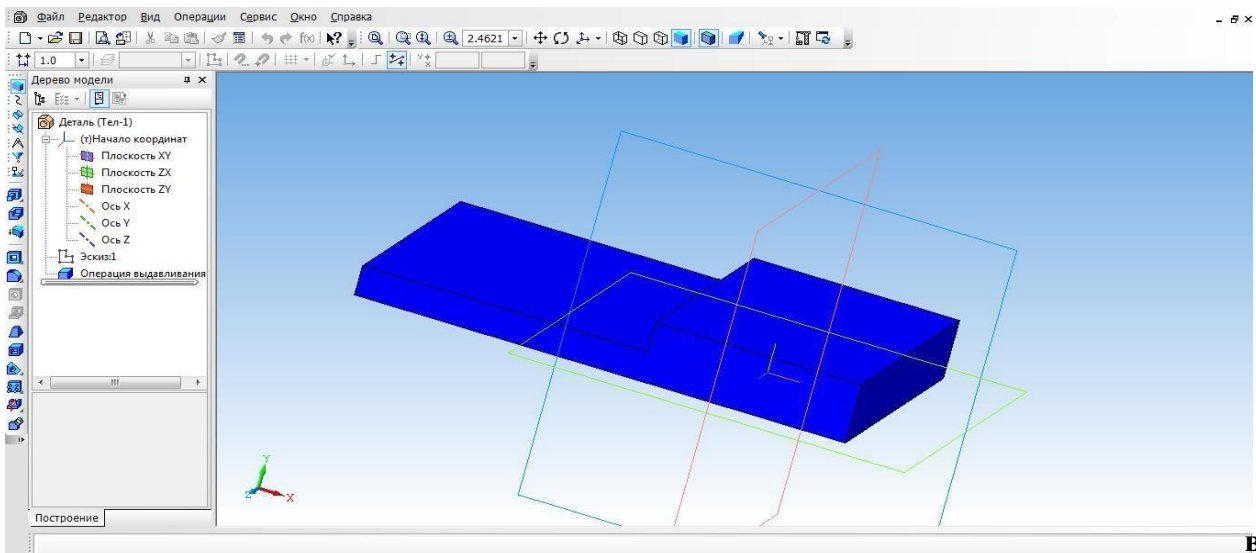 Файл Редактор Вид Операции Сервис Окно Справка
2.4621
1.0
Дерево модели
Деталь (Тел-1)
(т)Начало координат
Плоскость XY
Плоскость ZX
Плоскость ZY
Ось X
Ось Y
Ось Z
Эскиз:1
Операция выдавливания
Построение
Y
Z
X
В